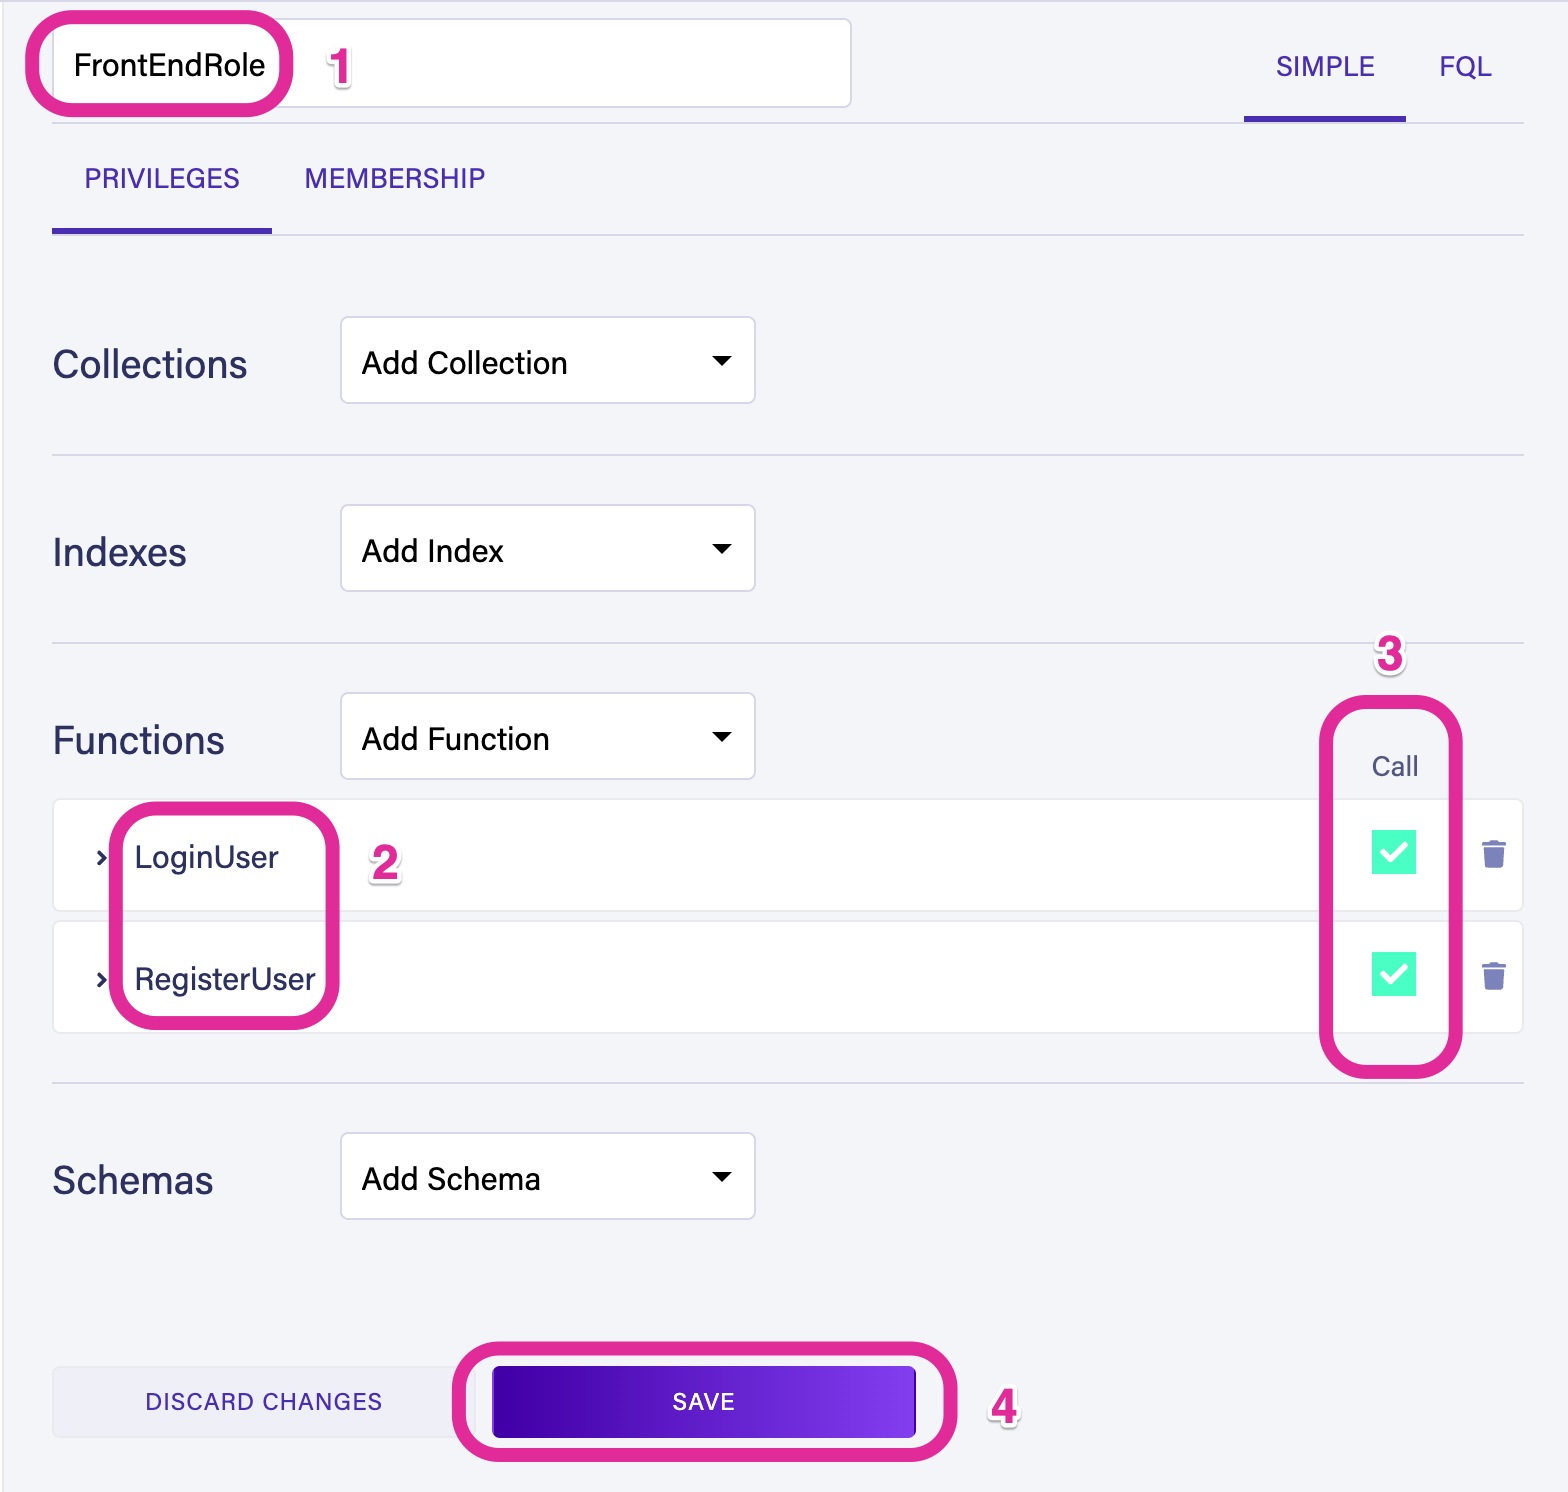 FrontEndRole 1
SIMPLE FQL
PRIVILEGES MEMBERSHIP
Collections Add Collection
Indexes Add Index
3
Functions Add Function
Call
LoginUser 2
RegisterUser
Schemas Add Schema
DISCARD CHANGES SAVE 4